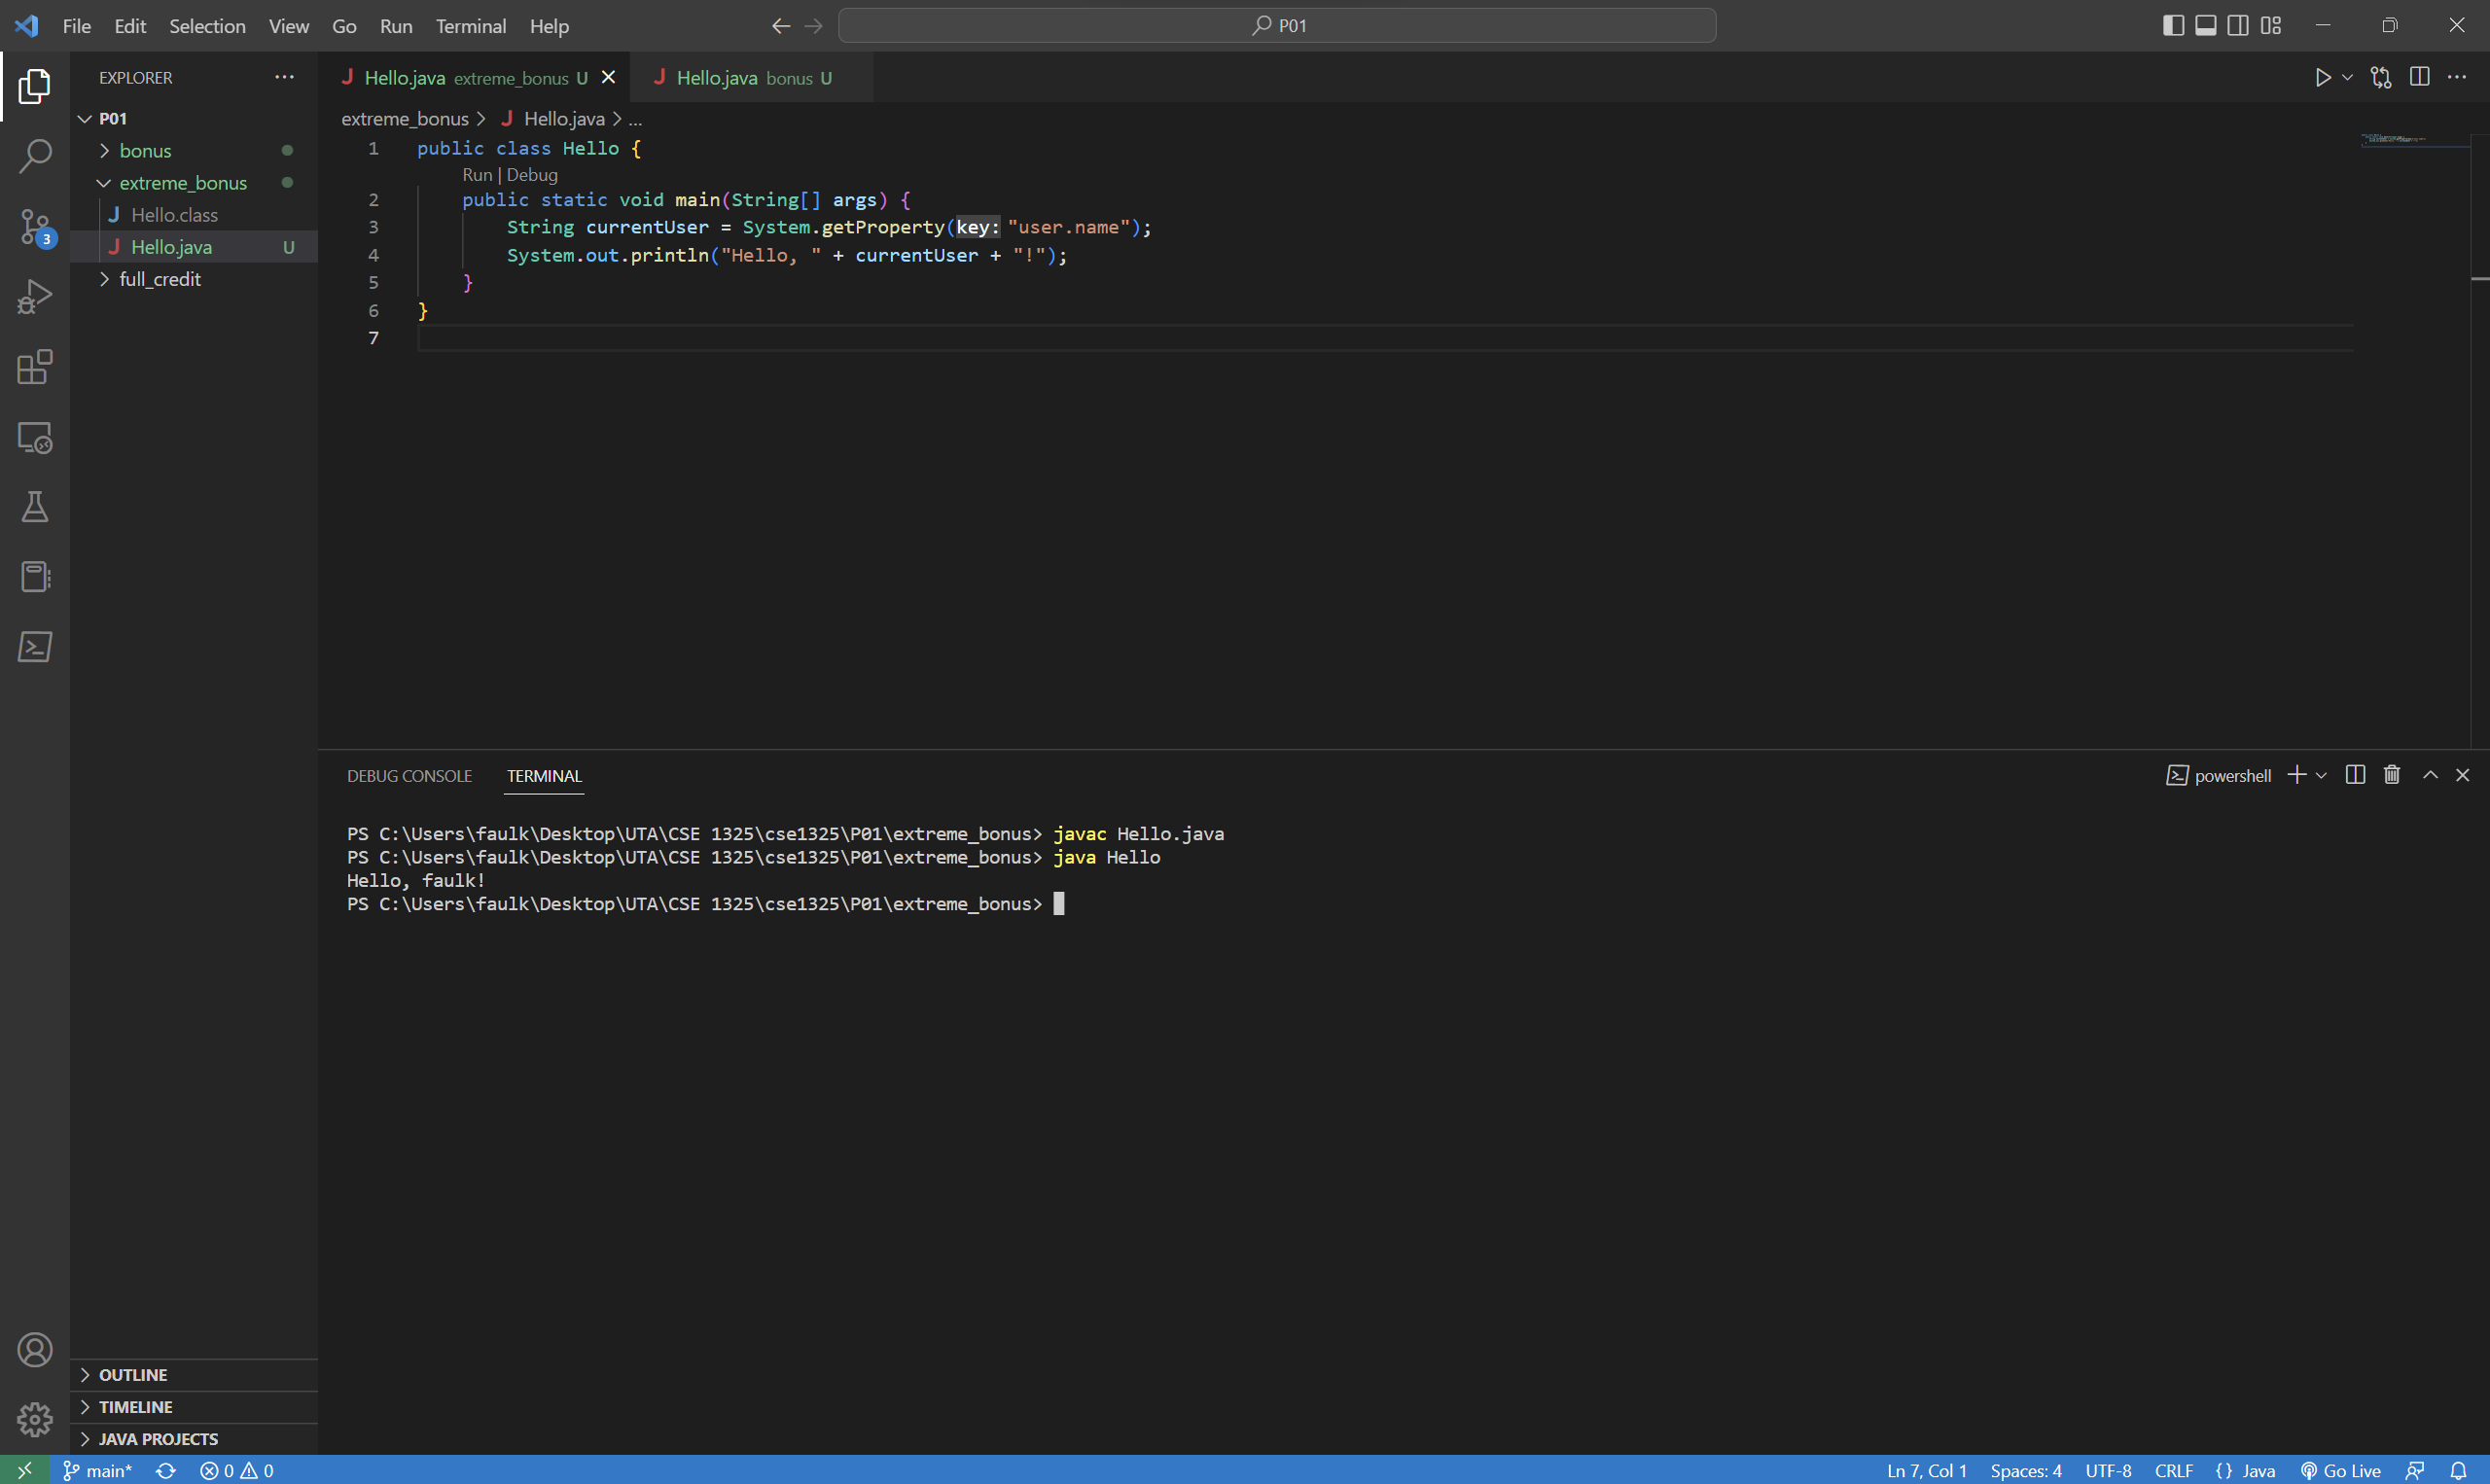 File Edit Selection View Go Run Terminal Help
P01
EXPLORER
P01
bonus
extreme_bonus
Hello.class
Hello.java U
full_credit
OUTLINE
TIMELINE
JAVA PROJECTS
Hello.java extreme_bonus U
Hello.java bonus U
extreme_bonus > Hello.java > ...
1 public class Hello {
Run | Debug
2 public static void main(String[] args) {
3 String currentUser = System.getProperty(key: "user.name");
4 System.out.println("Hello, " + currentUser + "!");
5 }
6 }
7
DEBUG CONSOLE TERMINAL
powershell
PS C:\Users\faulk\Desktop\UTA\CSE 1325\cse1325\P01\extreme_bonus> javac Hello.java
PS C:\Users\faulk\Desktop\UTA\CSE 1325\cse1325\P01\extreme_bonus> java Hello
Hello, faulk!
PS C:\Users\faulk\Desktop\UTA\CSE 1325\cse1325\P01\extreme_bonus>
3
main* 0 0 Ln 7, Col 1 Spaces: 4 UTF-8 CRLF {} Java Go Live